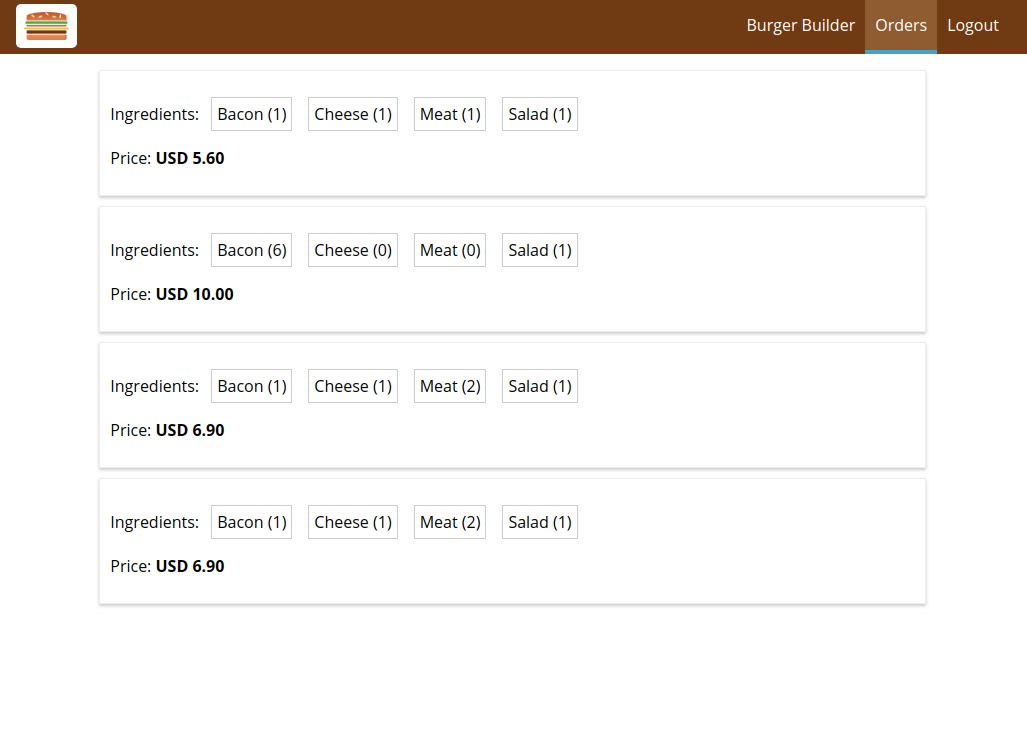 Burger Builder Orders Logout
Ingredients: Bacon (1) Cheese (1) Meat (1) Salad (1)
Price: USD 5.60
Ingredients: Bacon (6) Cheese (0) Meat (0) Salad (1)
Price: USD 10.00
Ingredients: Bacon (1) Cheese (1) Meat (2) Salad (1)
Price: USD 6.90
Ingredients: Bacon (1) Cheese (1) Meat (2) Salad (1)
Price: USD 6.90